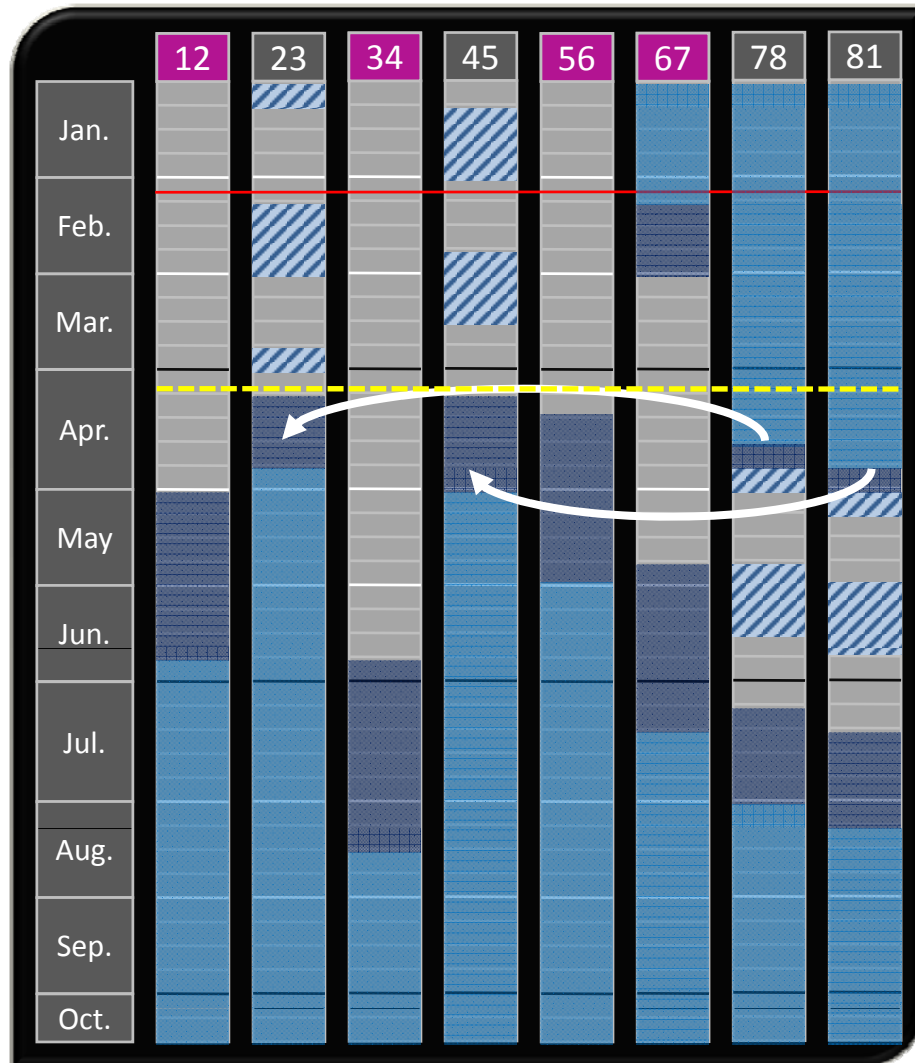 12 23 34 45 56 67 78 81
Jan.
Feb.
Mar.
Apr.
May
Jun.
Jul.
Aug.
Sep.
Oct.